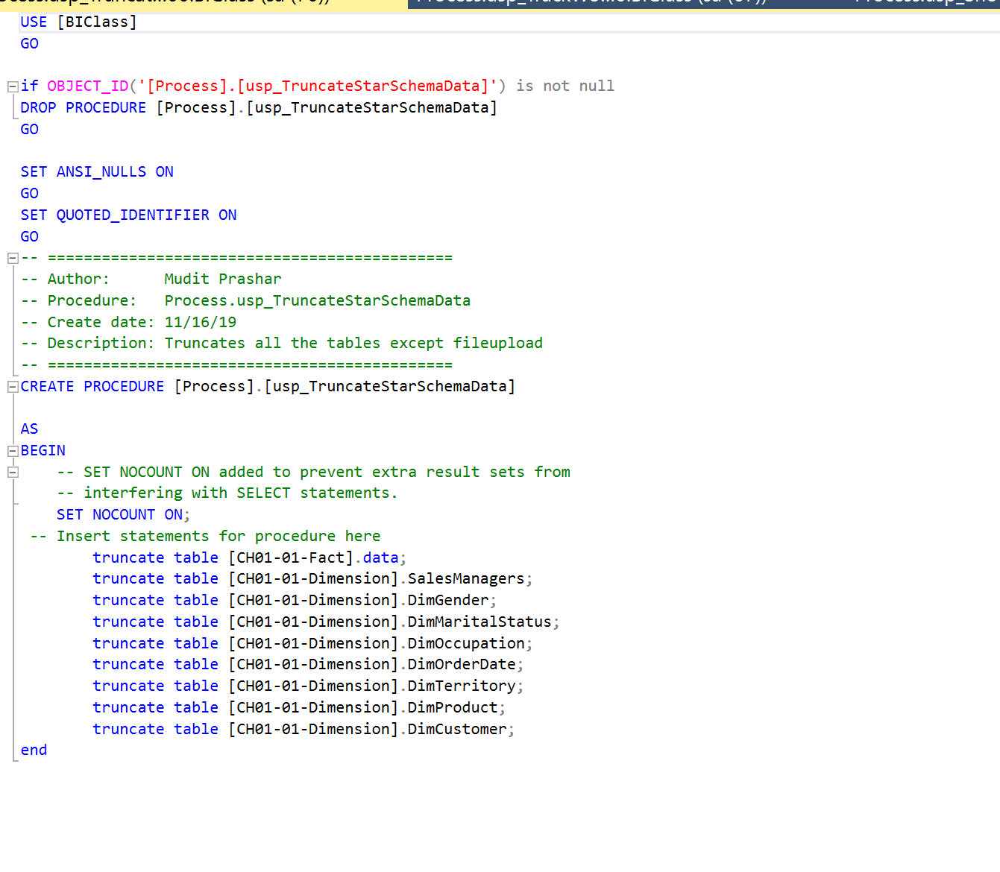 USE [BIClass]
GO
if OBJECT_ID('[Process].[usp_TruncateStarSchemaData]') is not null
DROP PROCEDURE [Process].[usp_TruncateStarSchemaData]
GO
SET ANSI_NULLS ON
GO
SET QUOTED_IDENTIFIER ON
GO
-- =============================================
-- Author:      Mudit Prashar
-- Procedure:   Process.usp_TruncateStarSchemaData
-- Create date: 11/16/19
-- Description: Truncates all the tables except fileupload
-- =============================================
CREATE PROCEDURE [Process].[usp_TruncateStarSchemaData]
AS
BEGIN
-- SET NOCOUNT ON added to prevent extra result sets from
-- interfering with SELECT statements.
SET NOCOUNT ON;
-- Insert statements for procedure here
truncate table [CH01-01-Fact].data;
truncate table [CH01-01-Dimension].SalesManagers;
truncate table [CH01-01-Dimension].DimGender;
truncate table [CH01-01-Dimension].DimMaritalStatus;
truncate table [CH01-01-Dimension].DimOccupation;
truncate table [CH01-01-Dimension].DimOrderDate;
truncate table [CH01-01-Dimension].DimTerritory;
truncate table [CH01-01-Dimension].DimProduct;
truncate table [CH01-01-Dimension].DimCustomer;
end